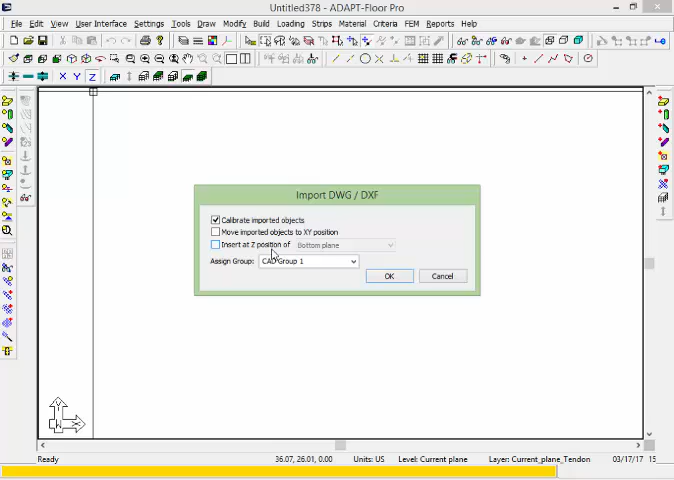 Untitled378 - ADAPT-Floor Pro
File Edit View User Interface Settings Tools Draw Modify Build Loading Strips Material Criteria FEM Reports Help
X Y Z
Import DWG / DXF
Calibrate imported objects
Move imported objects to XY position
Insert at Z position of Bottom plane
Assign Group: CAD Group 1
OK Cancel
Y
W X
Ready 36.07, 26.01, 0.00 Units: US Level: Current plane Layer: Current_plane_Tendon 03/17/17 15